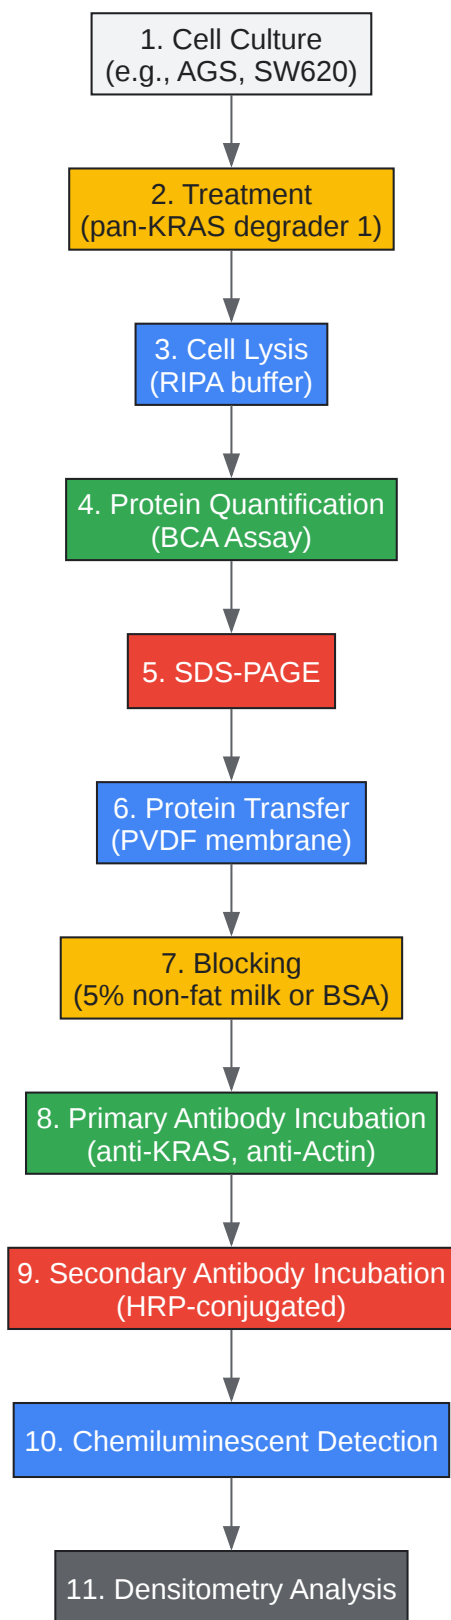 1. Cell Culture
(e.g., AGS, SW620)
2. Treatment
(pan-KRAS degrader 1)
3. Cell Lysis
(RIPA buffer)
4. Protein Quantification
(BCA Assay)
5. SDS-PAGE
6. Protein Transfer
(PVDF membrane)
7. Blocking
(5% non-fat milk or BSA)
8. Primary Antibody Incubation
(anti-KRAS, anti-Actin)
9. Secondary Antibody Incubation
(HRP-conjugated)
10. Chemiluminescent Detection
11. Densitometry Analysis